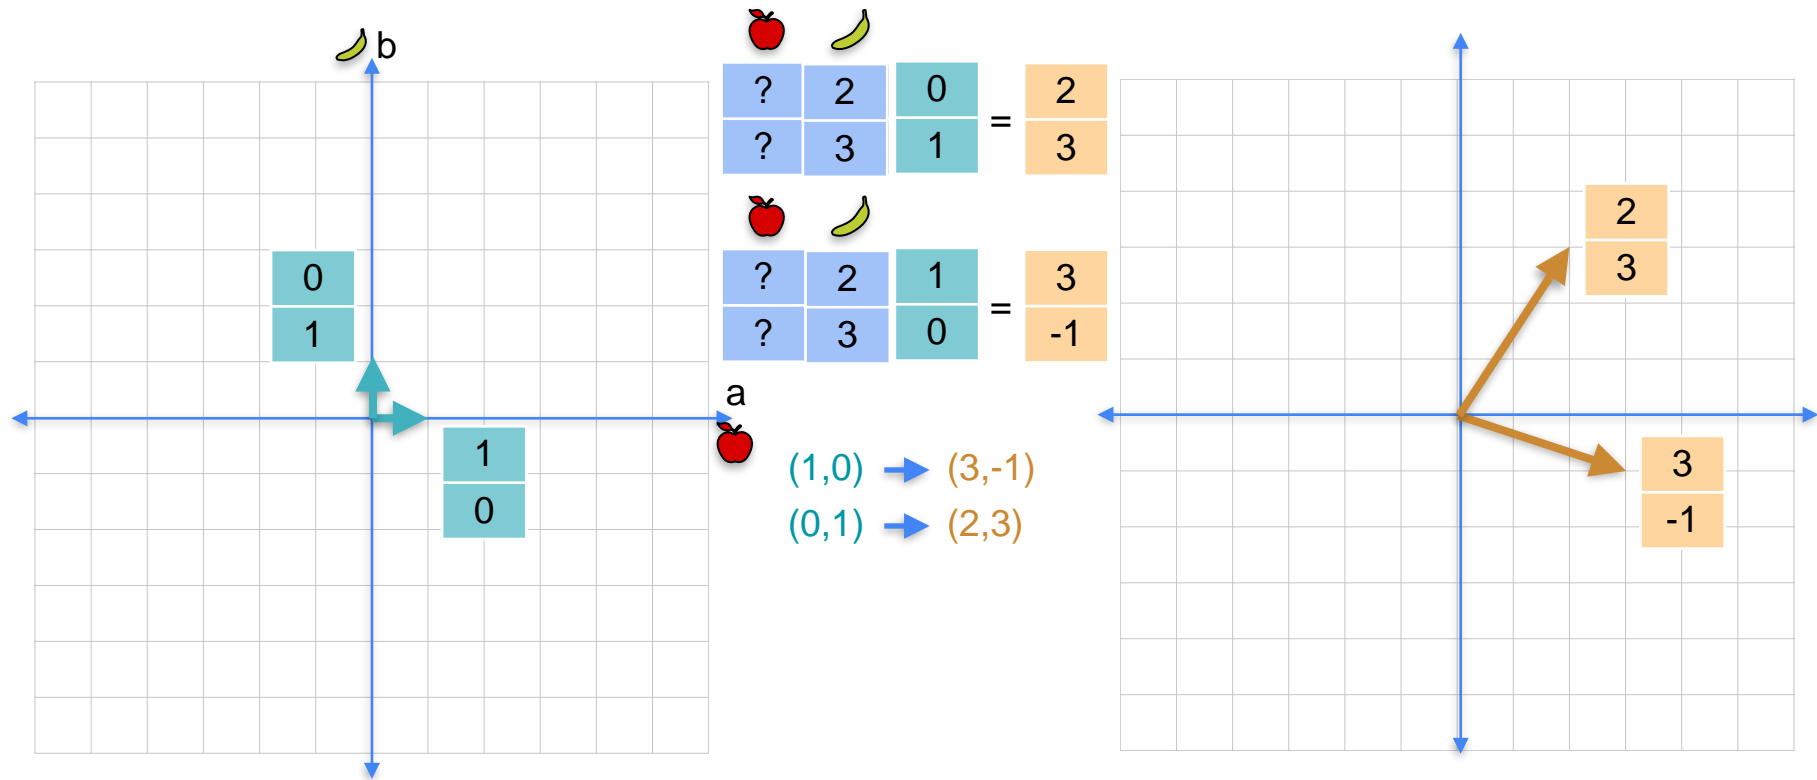 b
? 2 0 2
= 
? 3 1 3
? 2 1 3
=
? 3 0 -1
0
1
a
1
0
(1,0) (3,-1)
(0,1) (2,3)
2
3
3
-1